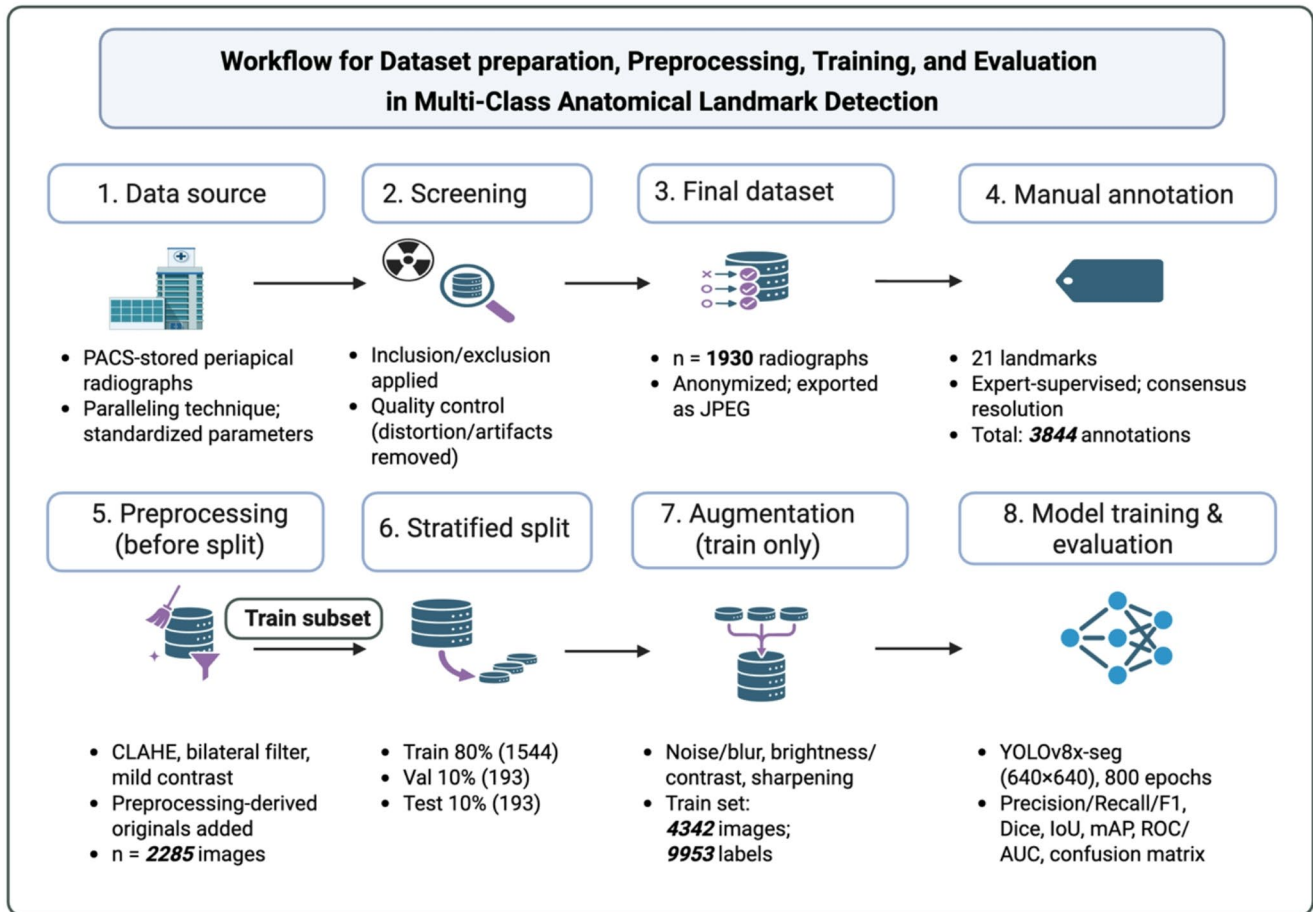 Workflow for Dataset preparation, Preprocessing, Training, and Evaluation
in Multi-Class Anatomical Landmark Detection
1. Data source
2. Screening
3. Final dataset
4. Manual annotation
• PACS-stored periapical
radiographs
• Paralleling technique;
standardized parameters
• Inclusion/exclusion
applied
• Quality control
(distortion/artifacts
removed)
• n = 1930 radiographs
• Anonymized; exported
as JPEG
• 21 landmarks
• Expert-supervised; consensus
resolution
• Total: 3844 annotations
5. Preprocessing
(before split)
6. Stratified split
7. Augmentation
(train only)
8. Model training &
evaluation
Train subset
• CLAHE, bilateral filter,
mild contrast
• Preprocessing-derived
originals added
• n = 2285 images
• Train 80% (1544)
• Val 10% (193)
• Test 10% (193)
• Noise/blur, brightness/
contrast, sharpening
• Train set:
4342 images;
9953 labels
• YOLOv8x-seg
(640×640), 800 epochs
• Precision/Recall/F1,
Dice, IoU, mAP, ROC/
AUC, confusion matrix